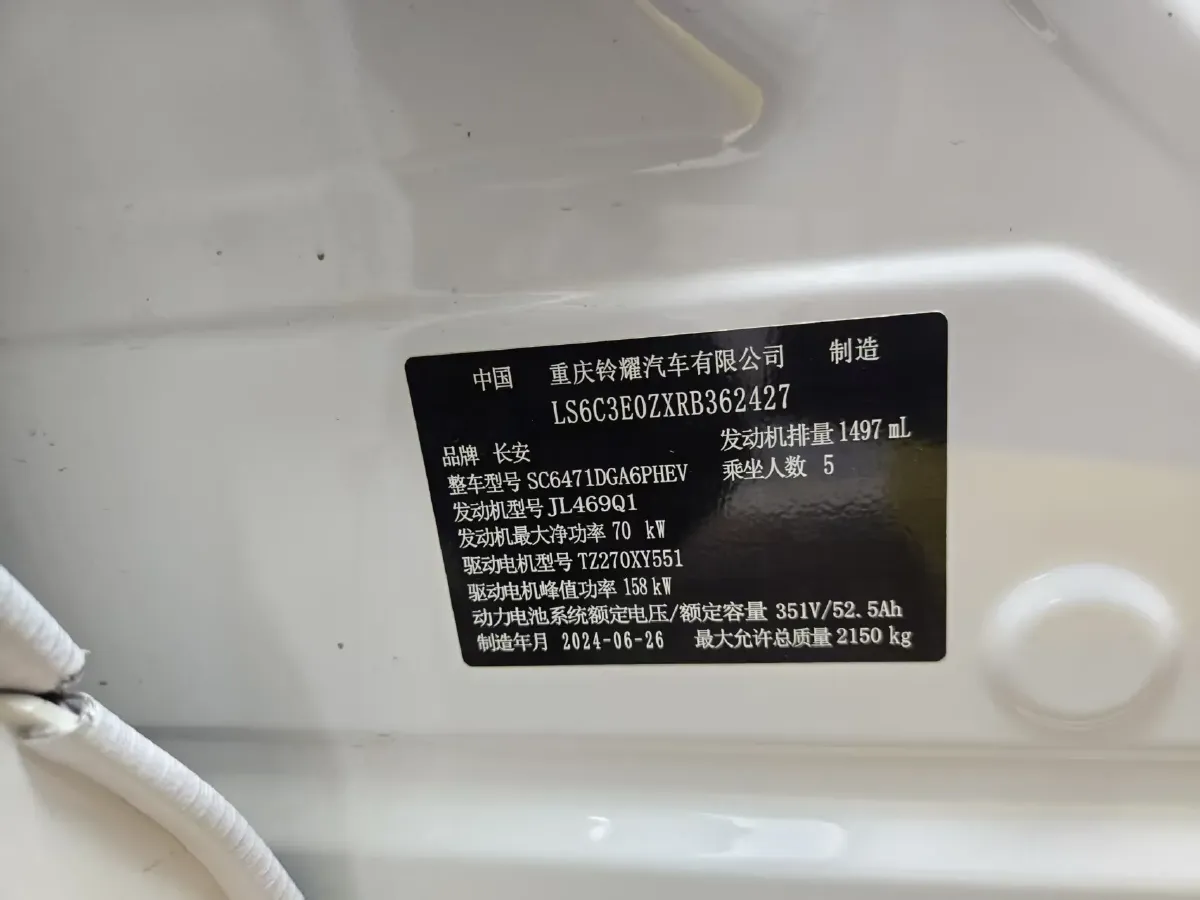 中国 重庆铃耀汽车有限公司 制造
LS6C3E0ZXRB362427
品牌 长安 发动机排量 1497 mL
整车型号 SC6471DGA6PHEV 乘坐人数 5
发动机型号 JL469Q1
发动机最大净功率 70 kW
驱动电机型号 TZ270XY551
驱动电机峰值功率 158 kW
动力电池系统额定电压/额定容量 351V/52.5Ah
制造年月 2024-06-26 最大允许总质量 2150 kg